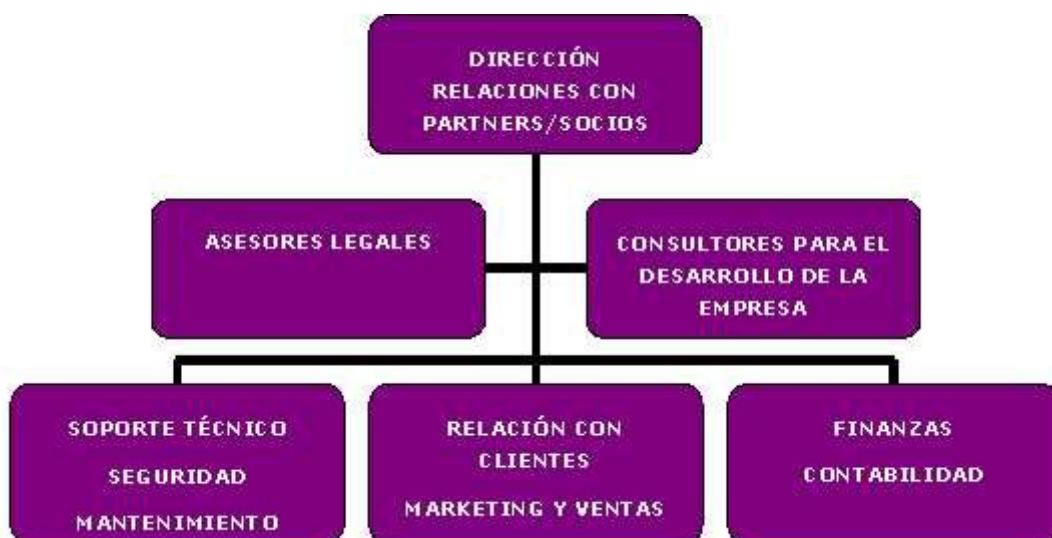 DIRECCIÓN
RELACIONES CON
PARTNERS/SOCIOS
ASESORES LEGALES
CONSULTORES PARA EL
DESARROLLO DE LA
EMPRESA
SOPORTE TÉCNICO
SEGURIDAD
MANTENIMIENTO
RELACIÓN CON
CLIENTES
MARKETING Y VENTAS
FINANZAS
CONTABILIDAD